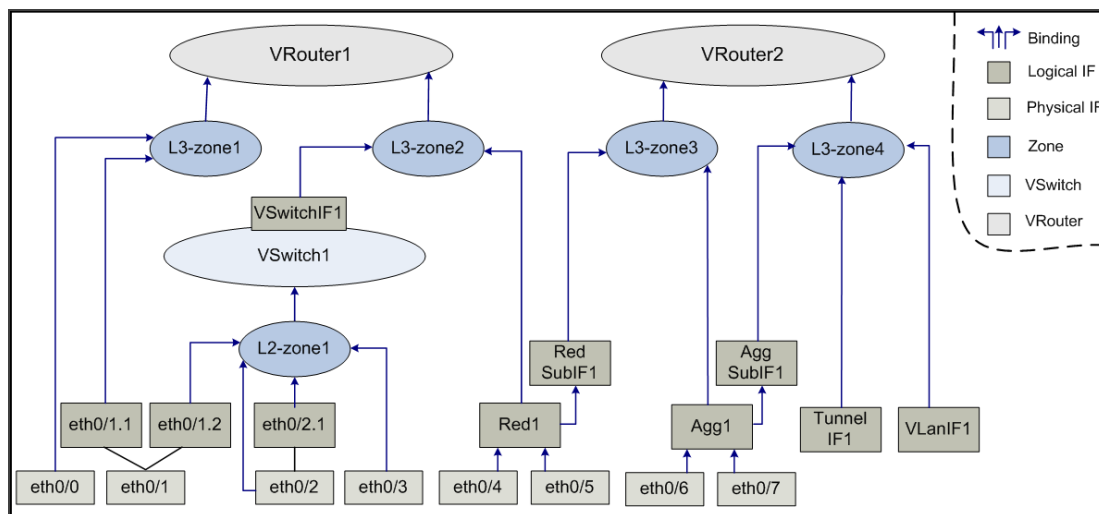 VRouter1
VRouter2
Binding
Logical IF
Physical IF
Zone
VSwitch
VRouter
L3-zone1
L3-zone2
L3-zone3
L3-zone4
VSwitchIF1
VSwitch1
L2-zone1
Red
SubIF1
Agg
SubIF1
eth0/1.1
eth0/1.2
eth0/2.1
Red1
Agg1
Tunnel
IF1
VLanIF1
eth0/0
eth0/1
eth0/2
eth0/3
eth0/4
eth0/5
eth0/6
eth0/7